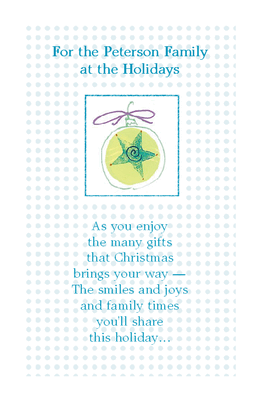 For the Peterson Family
at the Holidays
As you enjoy
the many gifts
that Christmas
brings your way —
The smiles and joys
and family times
you'll share
this holiday...